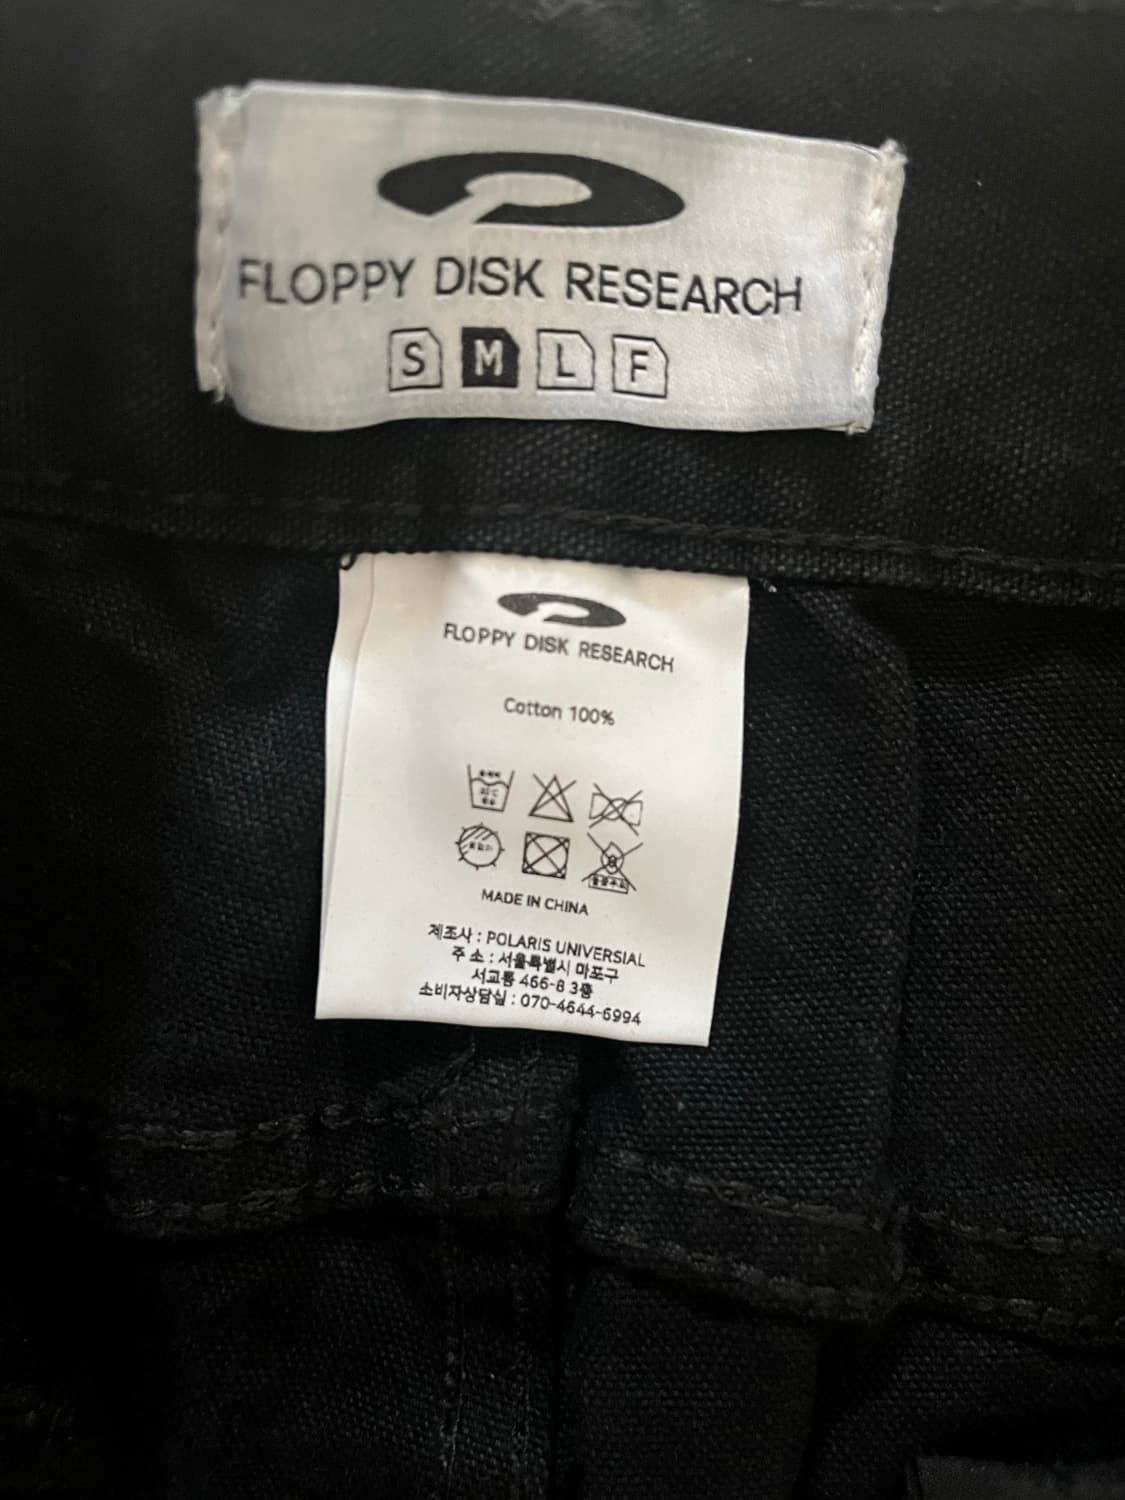 FLOPPY DISK RESEARCH
S M L F
FLOPPY DISK RESEARCH
Cotton 100%
MADE IN CHINA
제조사 : POLARIS UNIVERSIAL
주 소 : 서울특별시 마포구
서교동 466-8 3층
소비자상담실 : 070-4644-6994